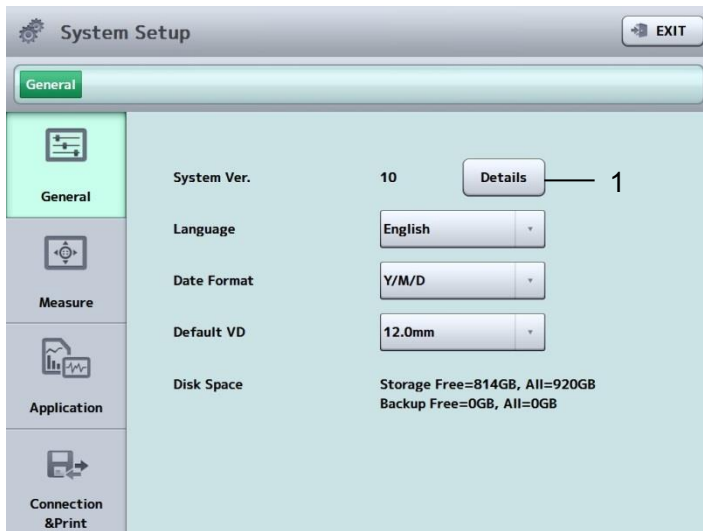 System Setup
EXIT
General
General
System Ver. 10 Details 1
Language English
Measure
Date Format Y/M/D
Default VD 12.0mm
Application
Disk Space Storage Free=814GB, All=920GB
Backup Free=0GB, All=0GB
Connection
&Print